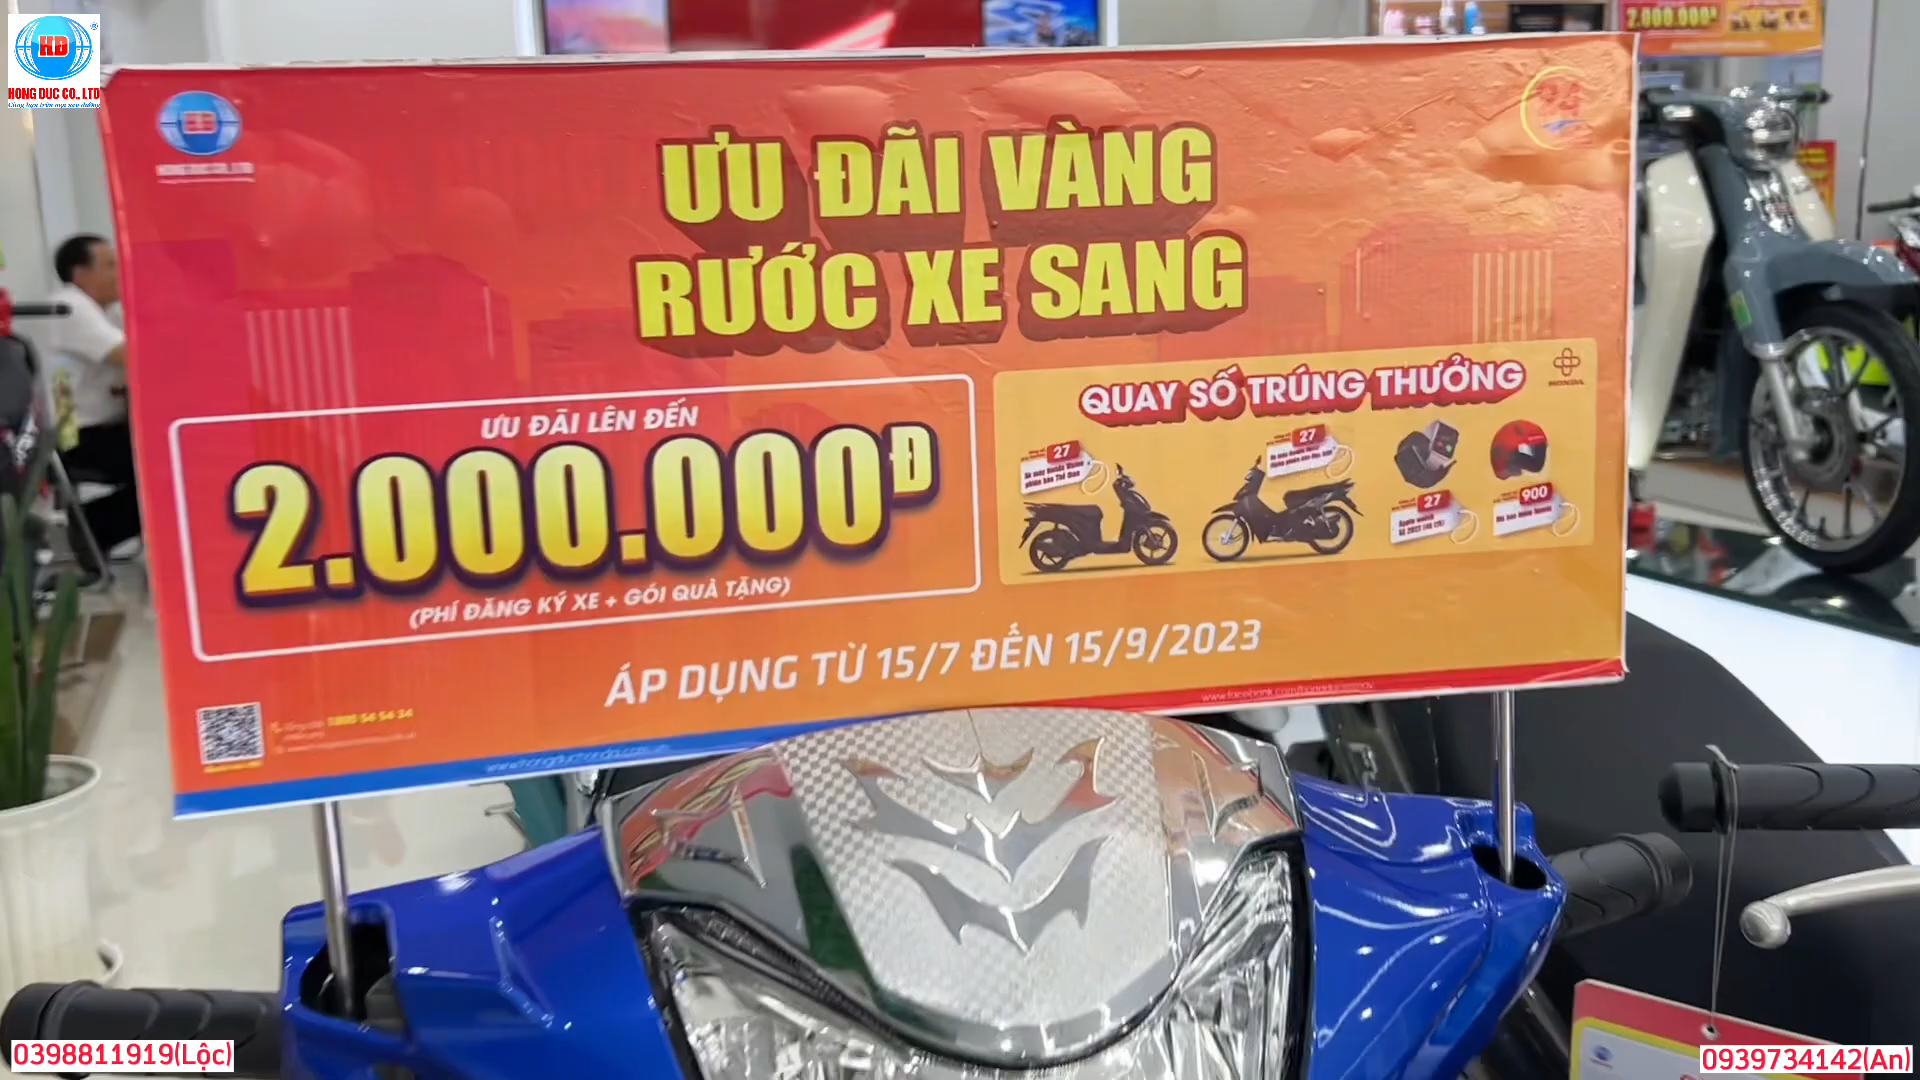 HD
HONG DUC CO., LTD
2.000.000Đ
ƯU ĐÃI VÀNG
RƯỚC XE SANG
ƯU ĐÃI LÊN ĐẾN
2.000.000Đ
(PHÍ ĐĂNG KÝ XE + GÓI QUÀ TẶNG)
QUAY SỐ TRÚNG THƯỞNG
HONDA
27
27
27
900
ÁP DỤNG TỪ 15/7 ĐẾN 15/9/2023
0398811919(Lộc)
0939734142(An)